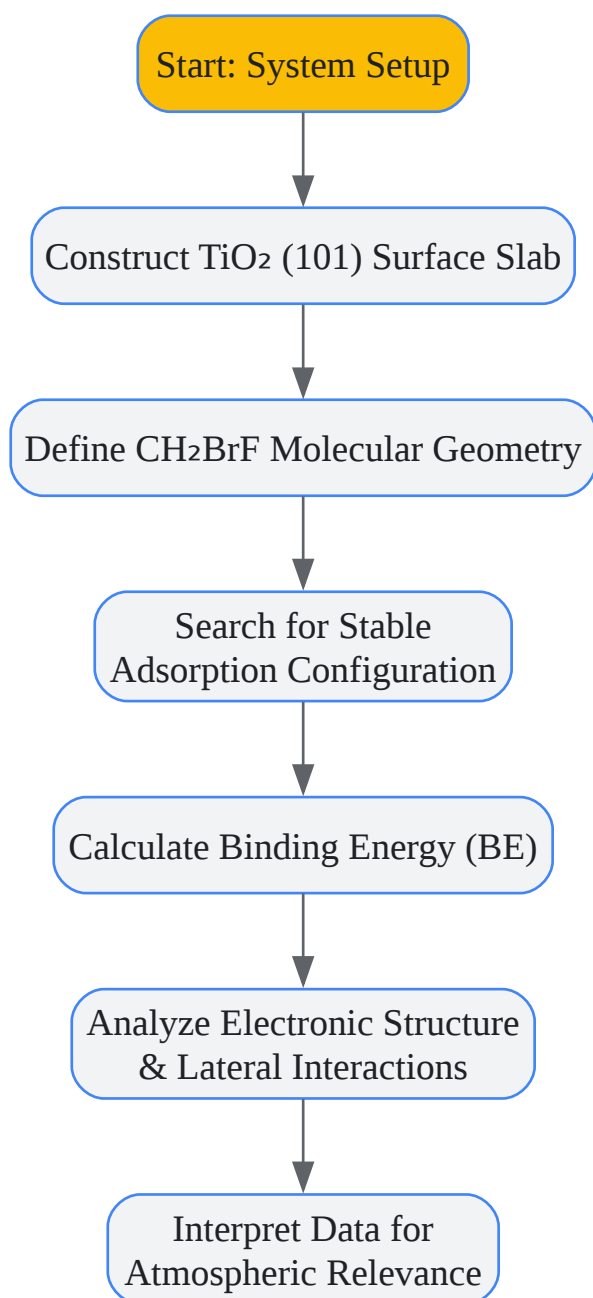 Start: System Setup
Construct TiO₂ (101) Surface Slab
Define CH₂BrF Molecular Geometry
Search for Stable
Adsorption Configuration
Calculate Binding Energy (BE)
Analyze Electronic Structure
& Lateral Interactions
Interpret Data for
Atmospheric Relevance